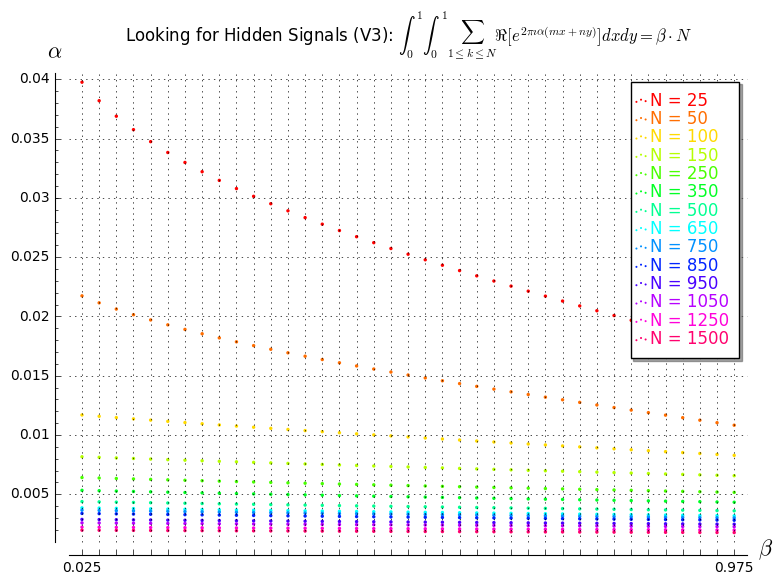 Looking for Hidden Signals (V3): \int_0^1 \int_0^1 \sum_{1 \leq k \leq N} \Re[e^{2\pi\imath\alpha(mx+ny)}]dxdy = \beta \cdot N
α
0.04
0.035
0.03
0.025
0.02
0.015
0.01
0.005
N = 25
N = 50
N = 100
N = 150
N = 250
N = 350
N = 500
N = 650
N = 750
N = 850
N = 950
N = 1050
N = 1250
N = 1500
0.025
0.975
β